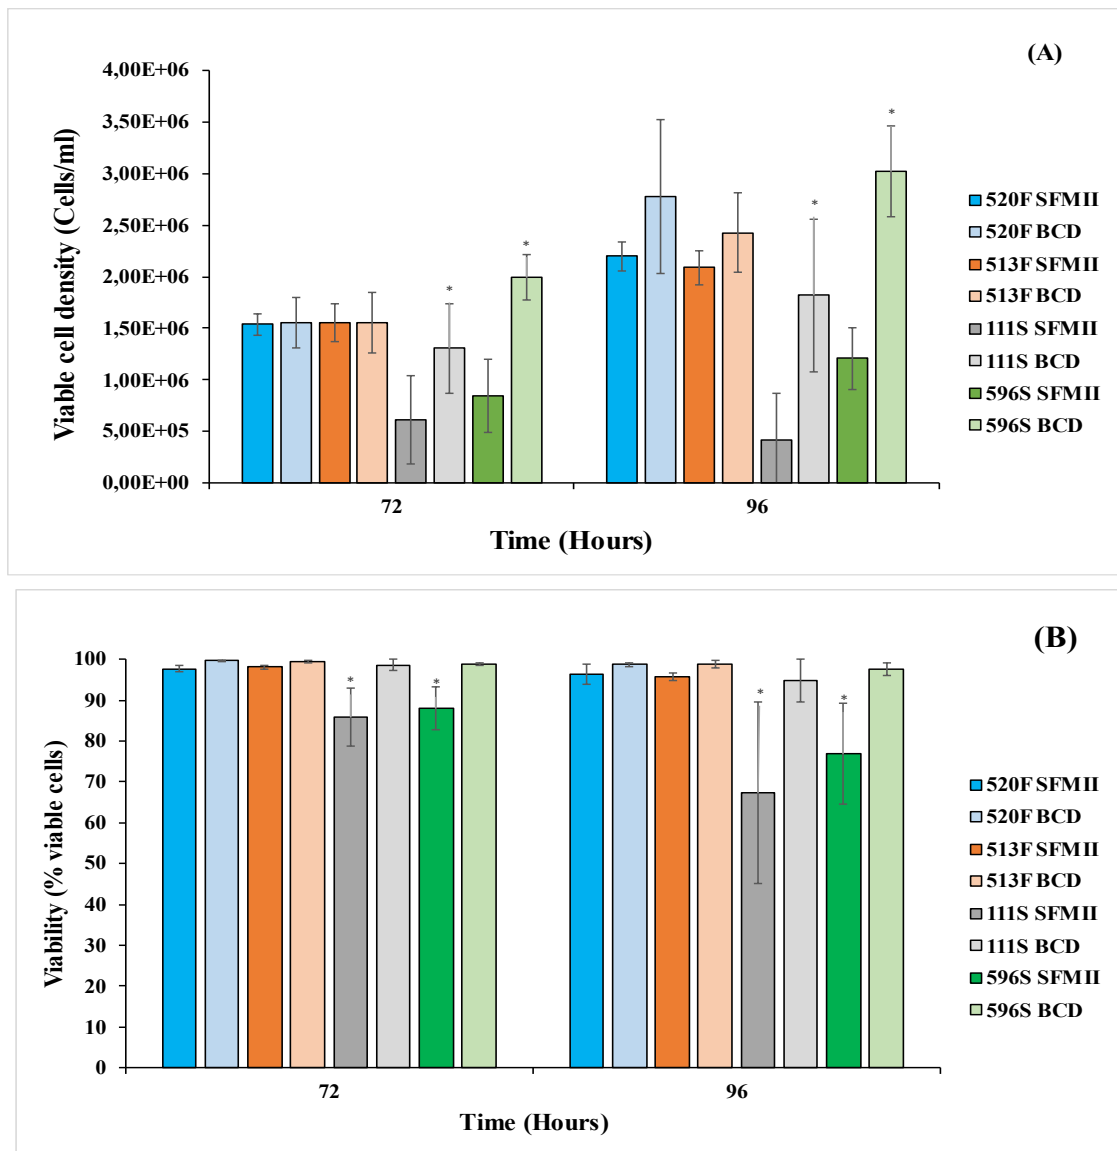 (A)
4,00E+06
3,50E+06
3,00E+06
2,50E+06
2,00E+06
1,50E+06
1,00E+06
5,00E+05
0,00E+00
Viable cell density (Cells/ml)
*
*
*
*
72
96
Time (Hours)
520F SFMII
520F BCD
513F SFMII
513F BCD
111S SFMII
111S BCD
596S SFMII
596S BCD
(B)
100
90
80
70
60
50
40
30
20
10
0
Viability (% viable cells)
*
*
*
*
72
96
Time (Hours)
520F SFMII
520F BCD
513F SFMII
513F BCD
111S SFMII
111S BCD
596S SFMII
596S BCD